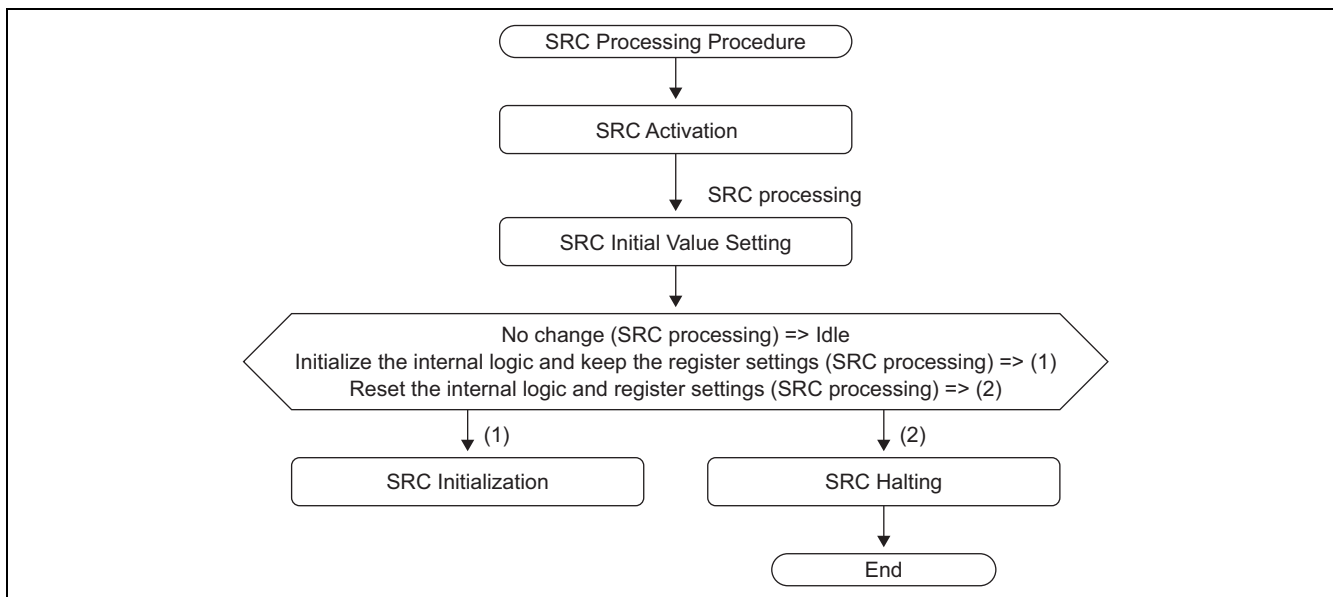 SRC Processing Procedure
SRC Activation
SRC processing
SRC Initial Value Setting
No change (SRC processing) => Idle
Initialize the internal logic and keep the register settings (SRC processing) => (1)
Reset the internal logic and register settings (SRC processing) => (2)
(1)
(2)
SRC Initialization
SRC Halting
End